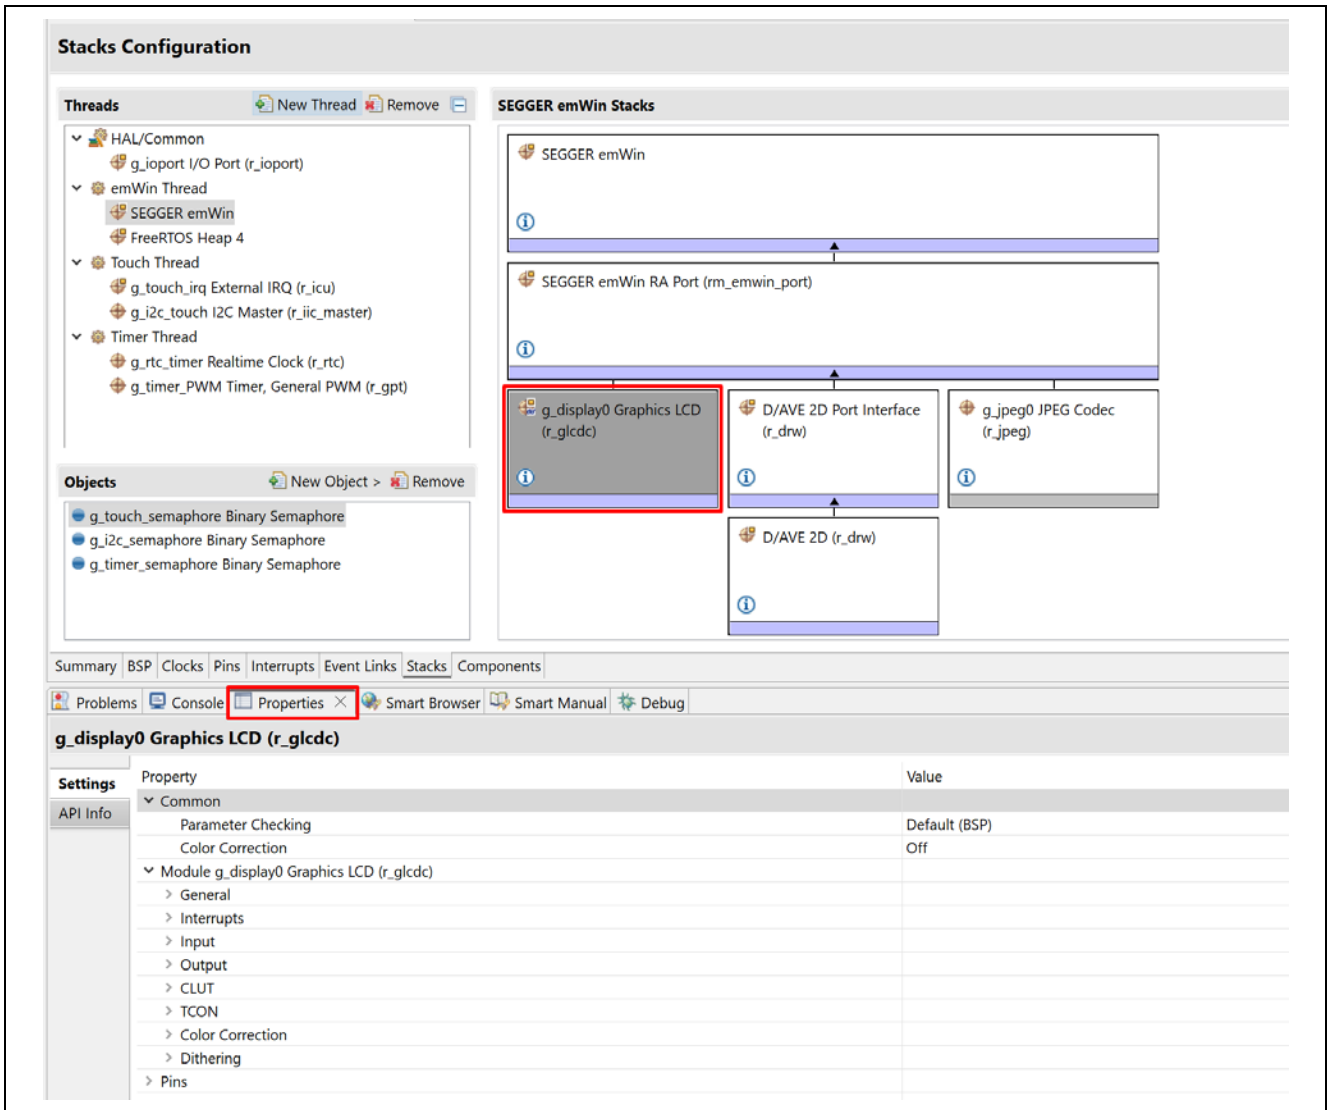 Stacks Configuration
Threads
New Thread
Remove
HAL/Common
g_ioport I/O Port (r_ioport)
emWin Thread
SEGGER emWin
FreeRTOS Heap 4
Touch Thread
g_touch_irq External IRQ (r_icu)
g_i2c_touch I2C Master (r_iic_master)
Timer Thread
g_rtc_timer Realtime Clock (r_rtc)
g_timer_PWM Timer, General PWM (r_gpt)
Objects
New Object >
Remove
g_touch_semaphore Binary Semaphore
g_i2c_semaphore Binary Semaphore
g_timer_semaphore Binary Semaphore
SEGGER emWin Stacks
SEGGER emWin
SEGGER emWin RA Port (rm_emwin_port)
g_display0 Graphics LCD
(r_glcdc)
D/AVE 2D Port Interface
(r_drw)
g_jpeg0 JPEG Codec
(r_jpeg)
D/AVE 2D (r_drw)
Summary BSP Clocks Pins Interrupts Event Links Stacks Components
Problems Console Properties Smart Browser Smart Manual Debug
g_display0 Graphics LCD (r_glcdc)
Settings
API Info
Property Value
Common
Parameter Checking Default (BSP)
Color Correction Off
Module g_display0 Graphics LCD (r_glcdc)
General
Interrupts
Input
Output
CLUT
TCON
Color Correction
Dithering
Pins